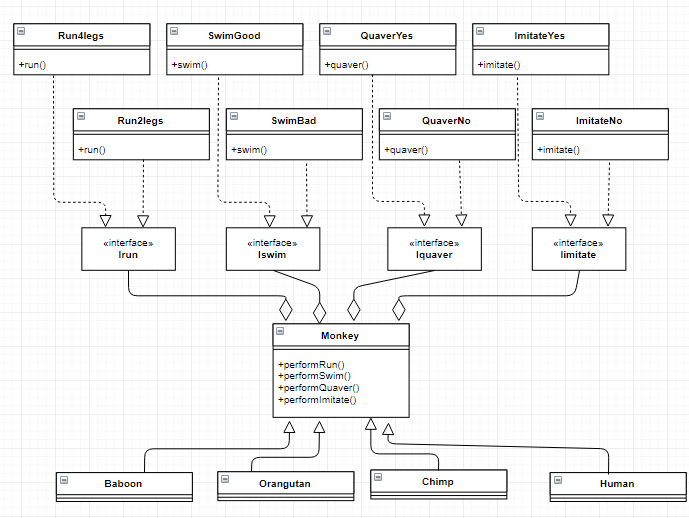 Run4legs
+run()
SwimGood
+swim()
QuaverYes
+quaver()
ImitateYes
+imitate()
Run2legs
+run()
SwimBad
+swim()
QuaverNo
+quaver()
ImitateNo
+imitate()
«interface»
Irun
«interface»
Iswim
«interface»
Iquaver
«interface»
Iimitate
Monkey
+performRun()
+performSwim()
+performQuaver()
+performImitate()
Baboon
Orangutan
Chimp
Human